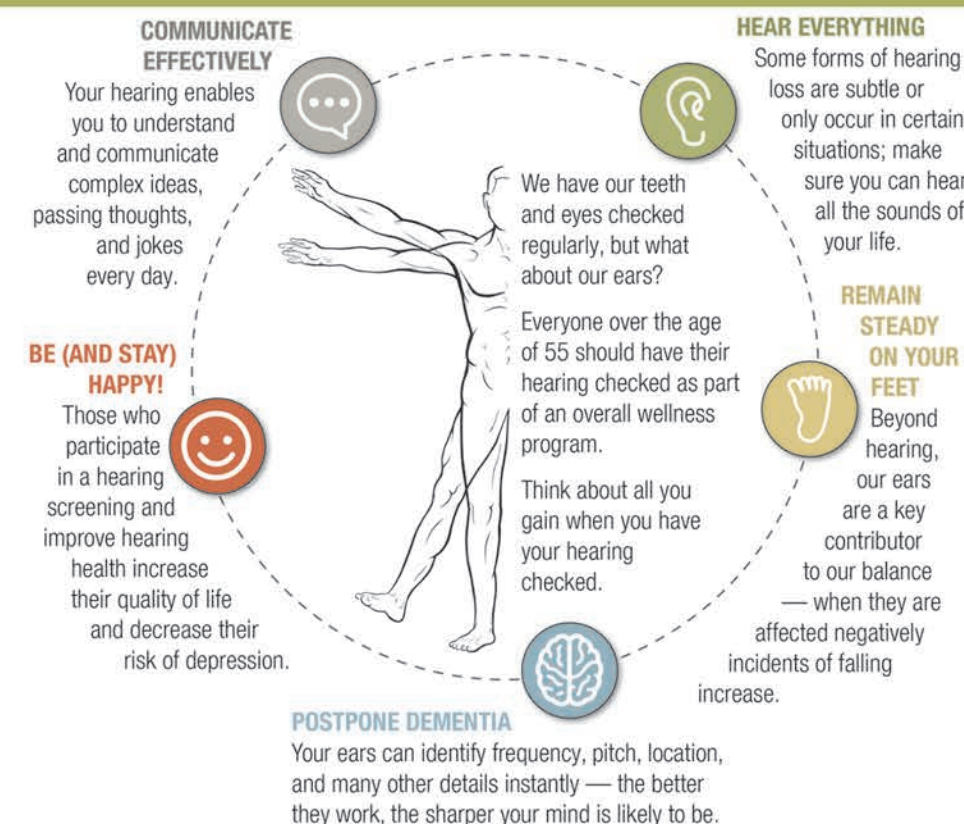 COMMUNICATE
EFFECTIVELY
Your hearing enables
you to understand
and communicate
complex ideas,
passing thoughts,
and jokes
every day.
HEAR EVERYTHING
Some forms of hearing
loss are subtle or
only occur in certain
situations; make
sure you can hear
all the sounds of
your life.
We have our teeth
and eyes checked
regularly, but what
about our ears?
Everyone over the age
of 55 should have their
hearing checked as part
of an overall wellness
program.
Think about all you
gain when you have
your hearing
checked.
REMAIN
STEADY
ON YOUR
FEET
Beyond
hearing,
our ears
are a key
contributor
to our balance
— when they are
affected negatively
incidents of falling
increase.
BE (AND STAY)
HAPPY!
Those who
participate
in a hearing
screening and
improve hearing
health increase
their quality of life
and decrease their
risk of depression.
POSTPONE DEMENTIA
Your ears can identify frequency, pitch, location,
and many other details instantly — the better
they work, the sharper your mind is likely to be.